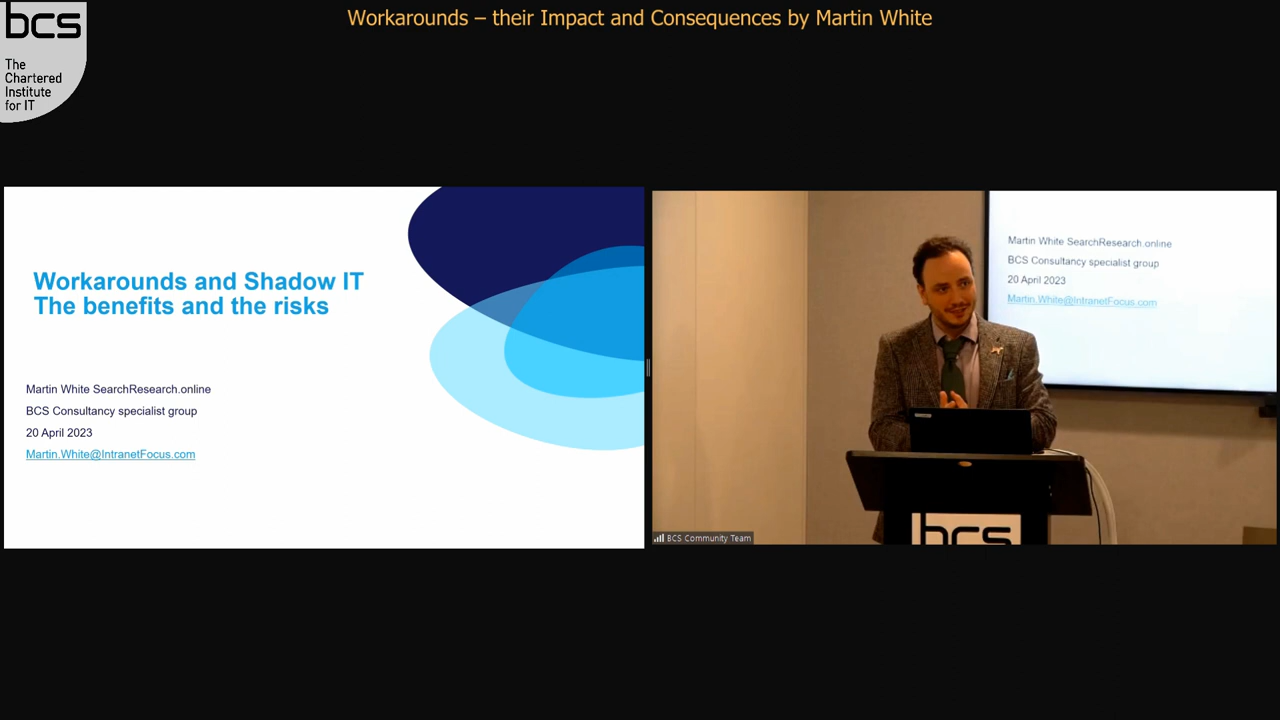 Workarounds – their Impact and Consequences by Martin White
bcs
The
Chartered
Institute
for IT
Workarounds and Shadow IT
The benefits and the risks
Martin White SearchResearch.online
BCS Consultancy specialist group
20 April 2023
Martin.White@IntranetFocus.com
Martin White SearchResearch.online
BCS Consultancy specialist group
20 April 2023
Martin.White@IntranetFocus.com
bcs
BCS Community Team